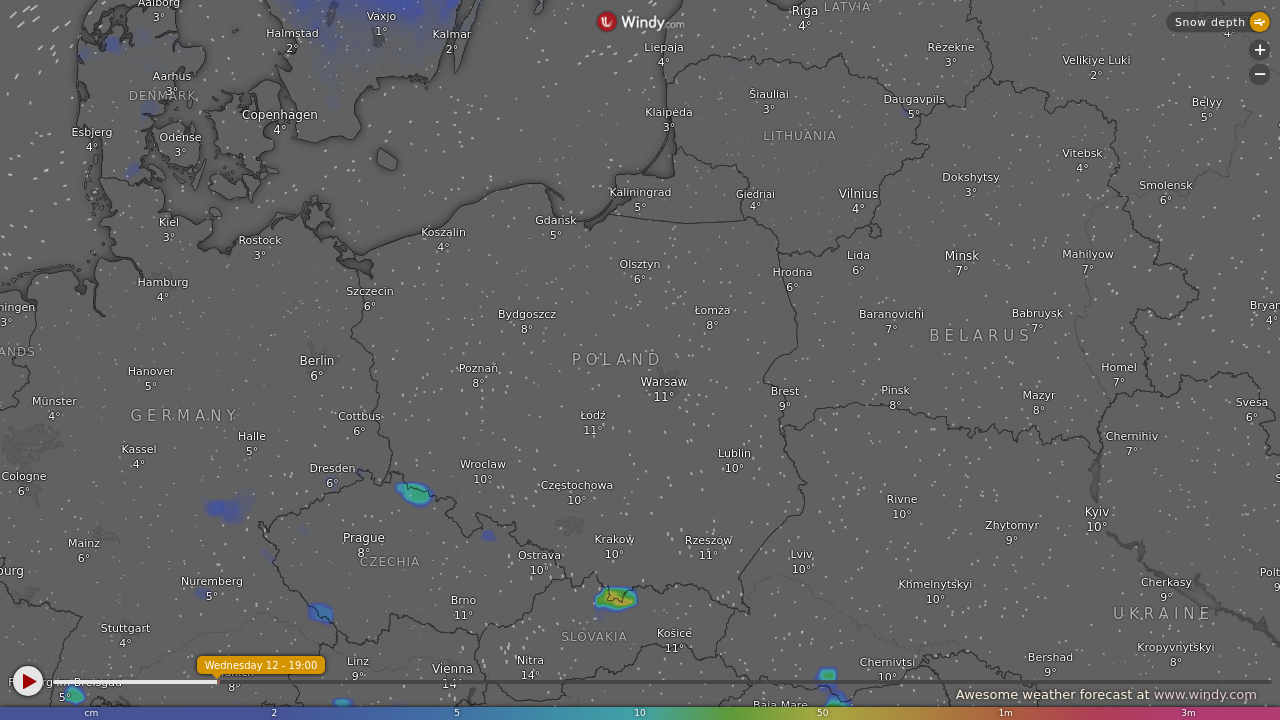 Aalborg
3°
Vaxjo
1°
Halmstad
2°
Kalmar
2°
Windy.com
Riga
4°
LATVIA
Snow depth
4°
Liepaja
4°
Rēzekne
3°
Velikiye Luki
2°
+
−
Aarhus
3°
DENMARK
Šiauliai
3°
Daugavpils
5°
Belyy
5°
Copenhagen
4°
Klaipėda
3°
Esbjerg
4°
Odense
3°
LITHUANIA
Vitebsk
4°
Kaliningrad
5°
Giedriai
4°
Vilnius
4°
Dokshytsy
3°
Smolensk
6°
Kiel
3°
Rostock
3°
Koszalin
4°
Gdansk
5°
Olsztyn
6°
Hrodna
6°
Lida
6°
Minsk
7°
Mahilyow
7°
Hamburg
4°
Szczecin
6°
ningen
3°
Bydgoszcz
8°
Łomża
8°
Baranovichi
7°
Babruysk
7°
Bryan
4°
BELARUS
ANDS
Berlin
6°
POLAND
Hanover
5°
Poznań
8°
Warsaw
11°
Brest
9°
Pinsk
8°
Homel
7°
Münster
4°
GERMANY
Cottbus
6°
Łódź
11°
Mazyr
8°
Svesa
6°
Kassel
4°
Halle
5°
Chernihiv
7°
Cologne
6°
Dresden
6°
Wroclaw
10°
Lublin
10°
Częstochowa
10°
Rivne
10°
Kyiv
10°
Zhytomyr
9°
Mainz
6°
Prague
8°
CZECHIA
Krakow
10°
Rzeszow
11°
Ostrava
10°
Lviv
10°
burg
Nuremberg
5°
Brno
11°
Khmelnytskyi
10°
Cherkasy
9°
Polt
9
UKRAINE
Stuttgart
4°
SLOVAKIA
Košice
11°
Kropyvnytskyi
8°
Wednesday 12 - 19:00
Linz
9°
Vienna
14
Nitra
14°
Chernivtsi
10°
Bershad
9°
5°
8°
Baia Mare
Awesome weather forecast at www.windy.com
cm 2 5 10 50 1m 3m